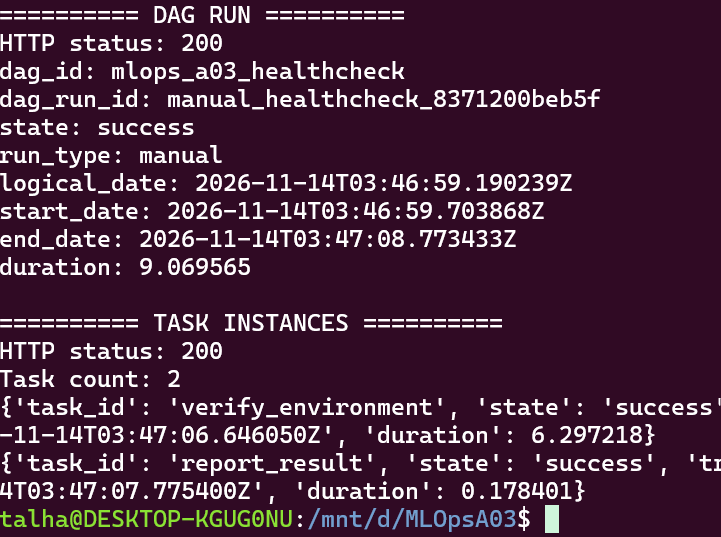 ========== DAG RUN ==========
HTTP status: 200
dag_id: mlops_a03_healthcheck
dag_run_id: manual_healthcheck_8371200beb5f
state: success
run_type: manual
logical_date: 2026-11-14T03:46:59.190239Z
start_date: 2026-11-14T03:46:59.703868Z
end_date: 2026-11-14T03:47:08.773433Z
duration: 9.069565
========== TASK INSTANCES ==========
HTTP status: 200
Task count: 2
{'task_id': 'verify_environment', 'state': 'success'
-11-14T03:47:06.646050Z', 'duration': 6.297218}
{'task_id': 'report_result', 'state': 'success', 'tr
4T03:47:07.775400Z', 'duration': 0.178401}
talha@DESKTOP-KGUG0NU:/mnt/d/MLOpsA03$